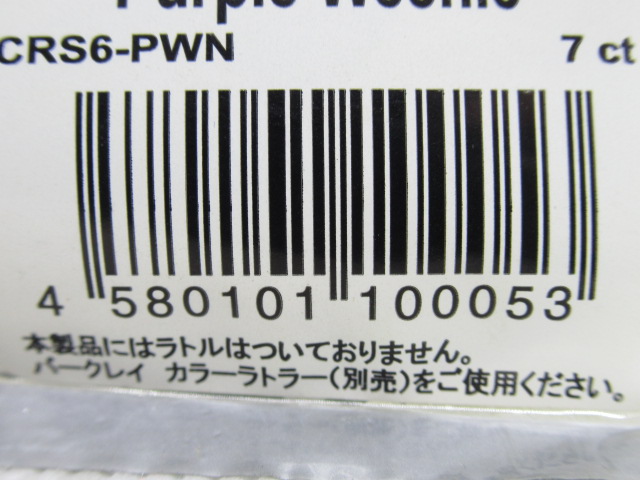 Purple Weenie
CRS6-PWN 7 ct
4 580101 100053
本製品にはラトルはついておりません。
バークレイ カラーラトラー(別売)をご使用ください。